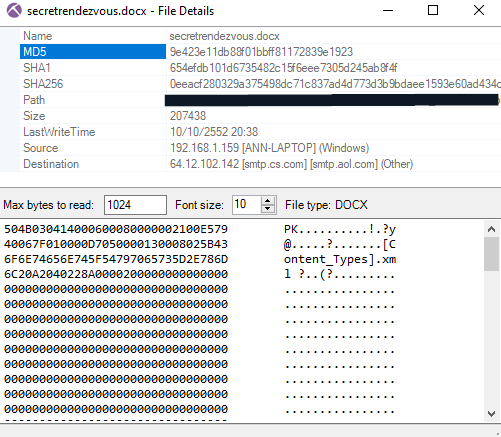 secretrendezvous.docx - File Details
Name secretrendezvous.docx
MD5 9e423e11db88f01bbff81172839e1923
SHA1 654efdb101d6735482c15f6eee7305d245ab8f4f
SHA256 0eeacf280329a375498dc71c837ad4d773d3b9bdaee1593e60ad434c
Path
Size 207438
LastWriteTime 10/10/2552 20:38
Source 192.168.1.159 [ANN-LAPTOP] (Windows)
Destination 64.12.102.142 [smtp.cs.com] [smtp.aol.com] (Other)
Max bytes to read: 1024 Font size: 10 File type: DOCX
504B030414000600080000002100E579 PK..........!.?y
40067F010000D7050000130008025B43 @.....?.......[C
6F6E74656E745F54797065735D2E786D ontent_Types].xm
6C20A2040228A0000200000000000000 l ?..(?.........
00000000000000000000000000000000 ................
00000000000000000000000000000000 ................
00000000000000000000000000000000 ................
00000000000000000000000000000000 ................
00000000000000000000000000000000 ................
00000000000000000000000000000000 ................
00000000000000000000000000000000 ................
00000000000000000000000000000000 ................
00000000000000000000000000000000 ................